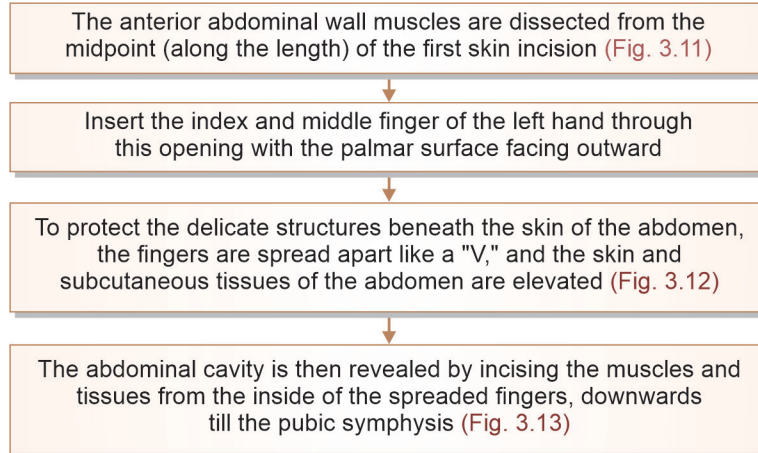 The anterior abdominal wall muscles are dissected from the
midpoint (along the length) of the first skin incision (Fig. 3.11)
Insert the index and middle finger of the left hand through
this opening with the palmar surface facing outward
To protect the delicate structures beneath the skin of the abdomen,
the fingers are spread apart like a "V," and the skin and
subcutaneous tissues of the abdomen are elevated (Fig. 3.12)
The abdominal cavity is then revealed by incising the muscles and
tissues from the inside of the spreaded fingers, downwards
till the pubic symphysis (Fig. 3.13)